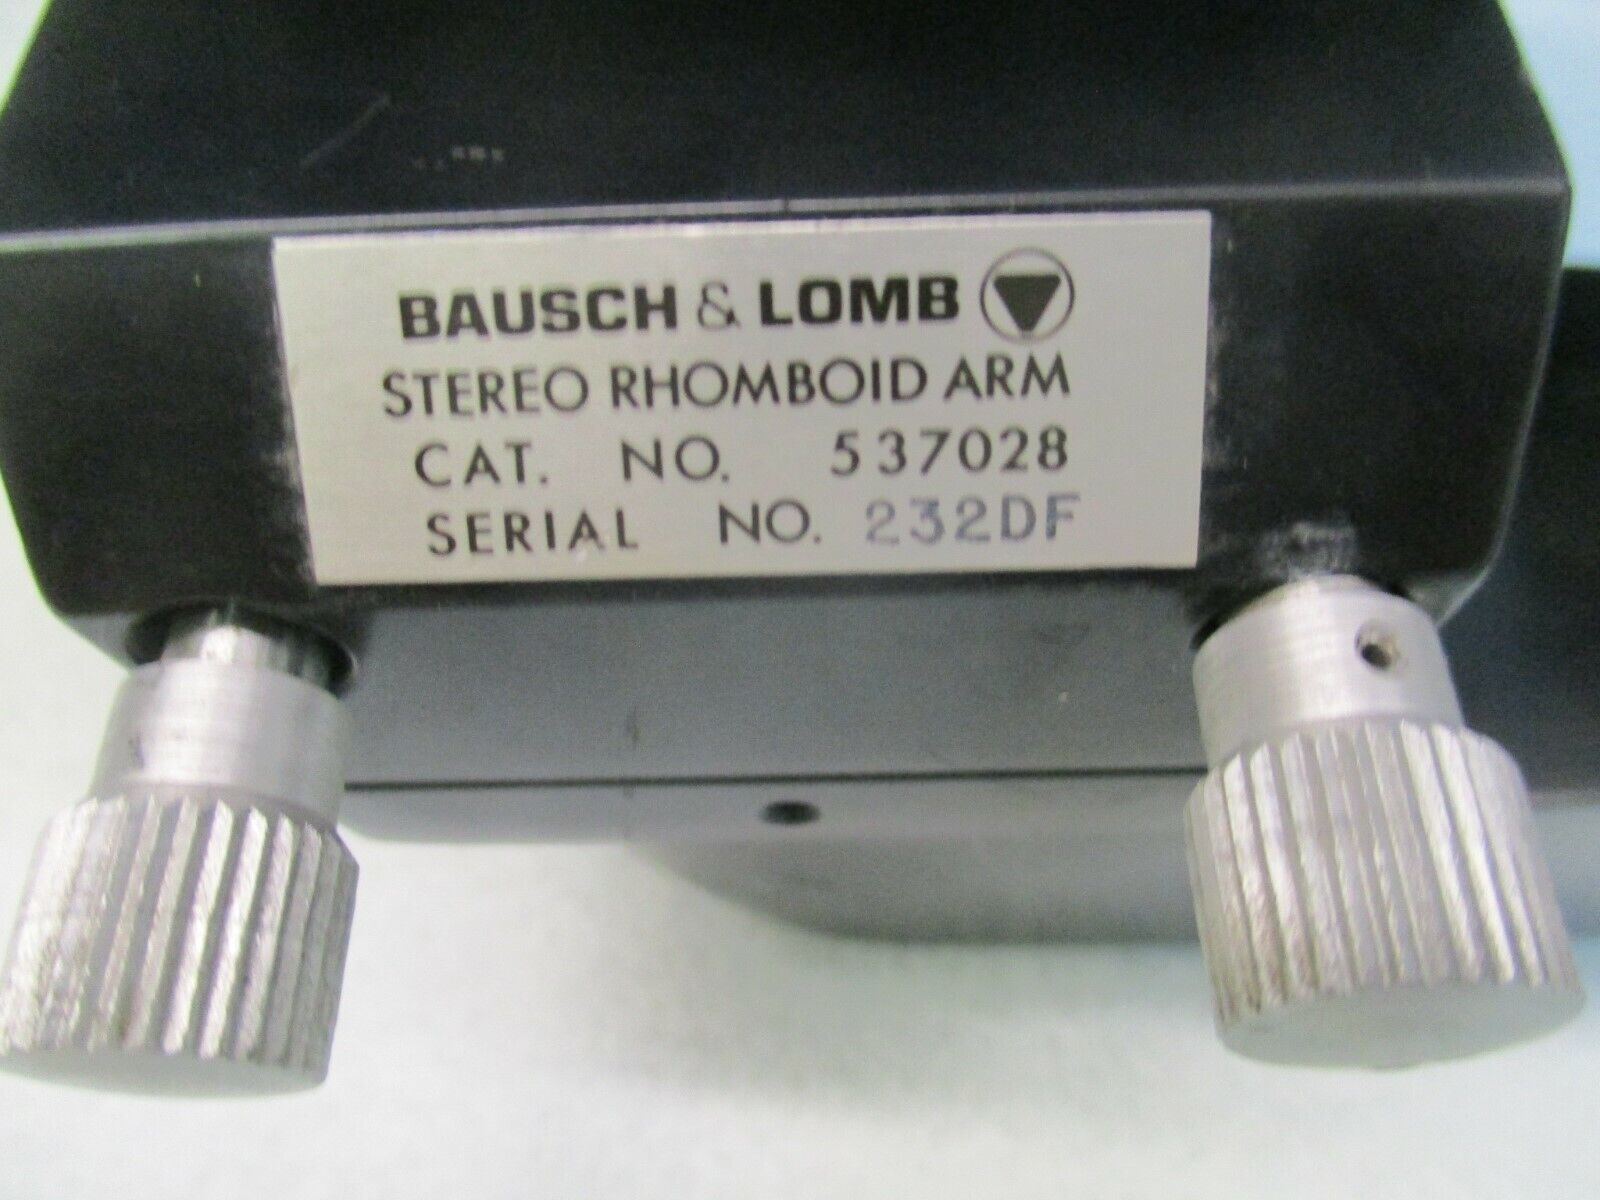 BAUSCH & LOMB
STEREO RHOMBOID ARM
CAT. NO. 537028
SERIAL NO. 232DF